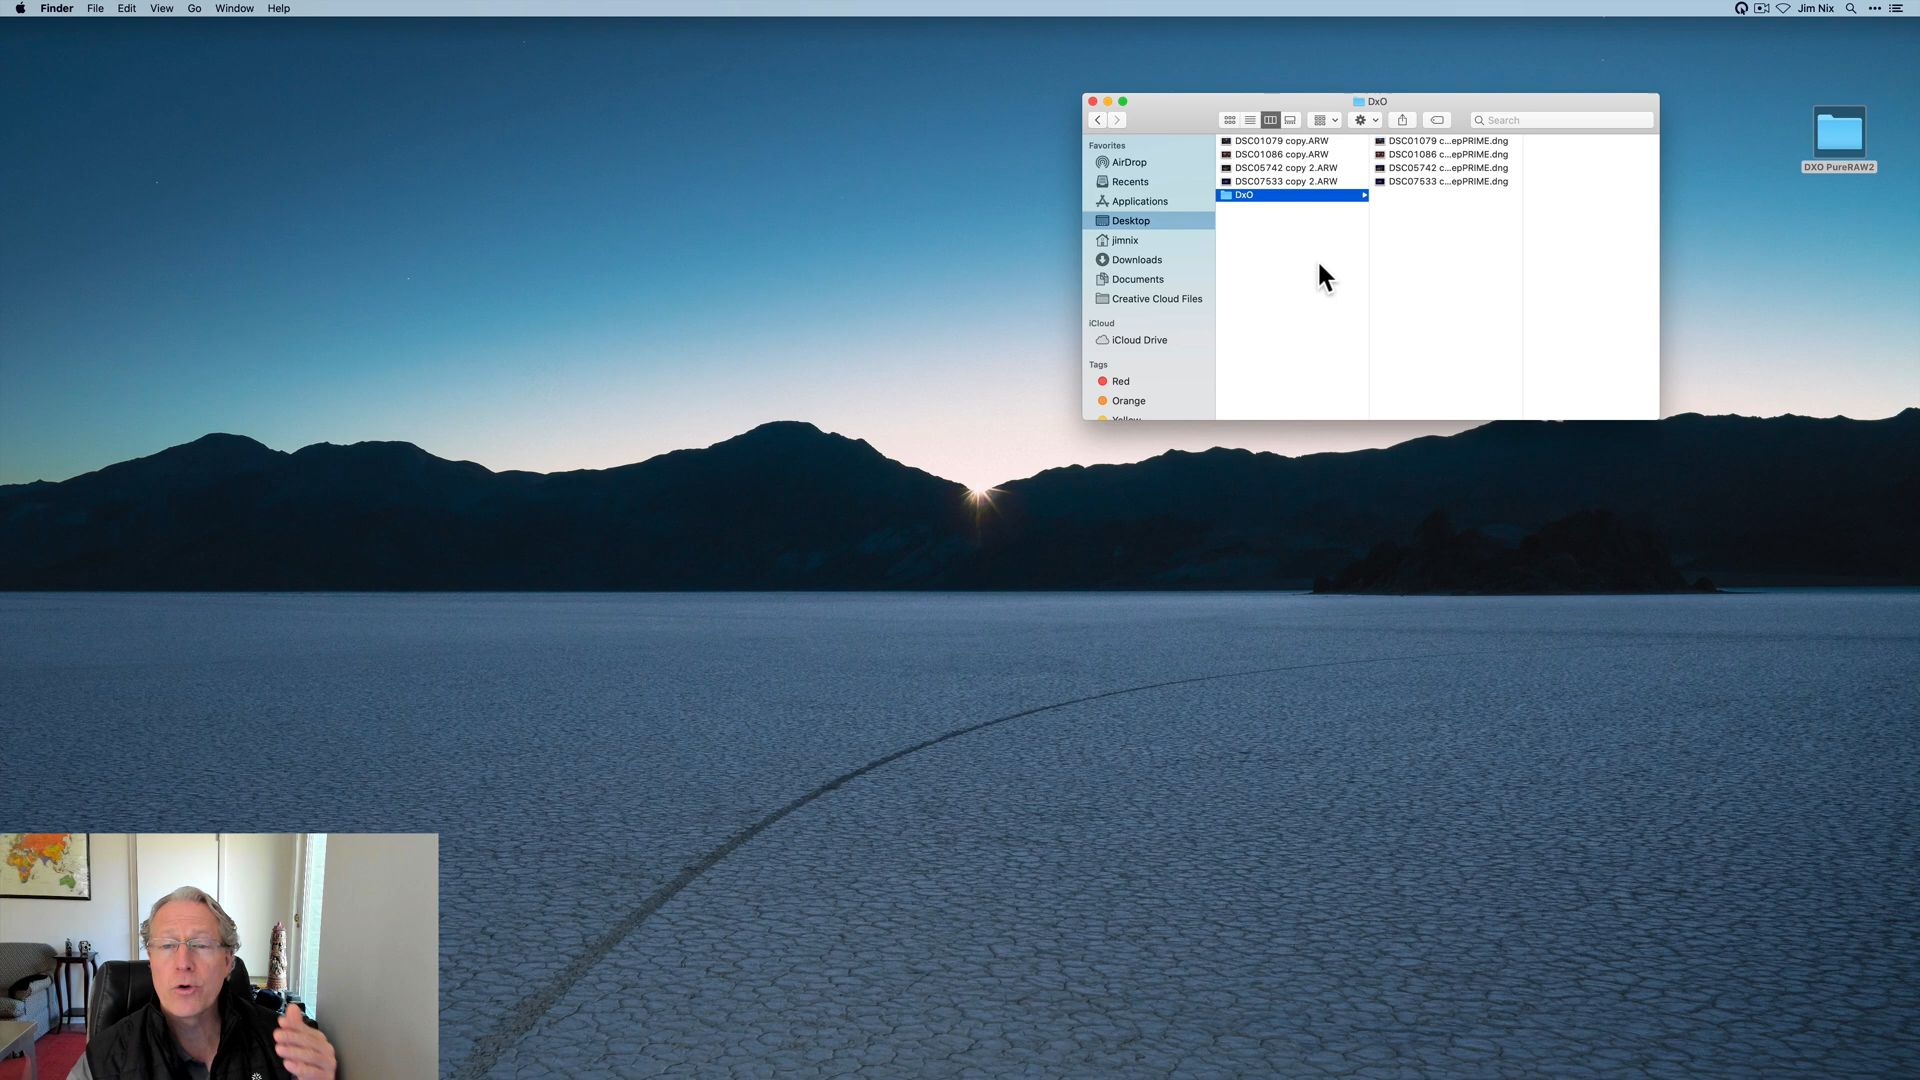 Finder File Edit View Go Window Help
Jim Nix
DxO
Search
Favorites
AirDrop
Recents
Applications
Desktop
jimnix
Downloads
Documents
Creative Cloud Files
iCloud
iCloud Drive
Tags
Red
Orange
Yellow
DSC01079 copy.ARW
DSC01086 copy.ARW
DSC05742 copy 2.ARW
DSC07533 copy 2.ARW
DxO
DSC01079 c...epPRIME.dng
DSC01086 c...epPRIME.dng
DSC05742 c...epPRIME.dng
DSC07533 c...epPRIME.dng
DXO PureRAW2